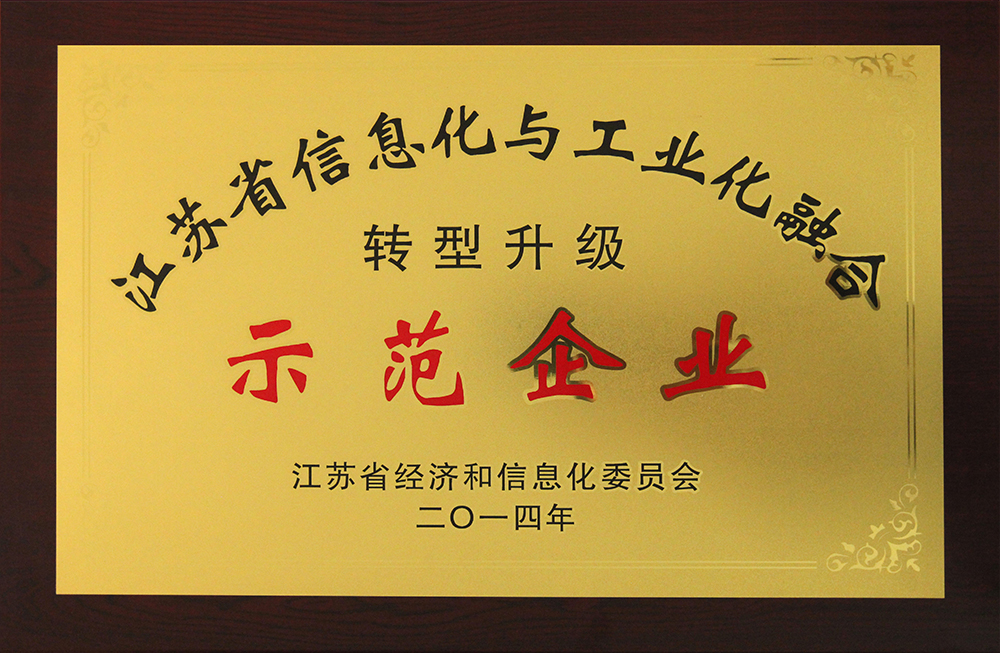 江苏省信息化与工业化融合
转型升级
示范企业
江苏省经济和信息化委员会
二〇一四年